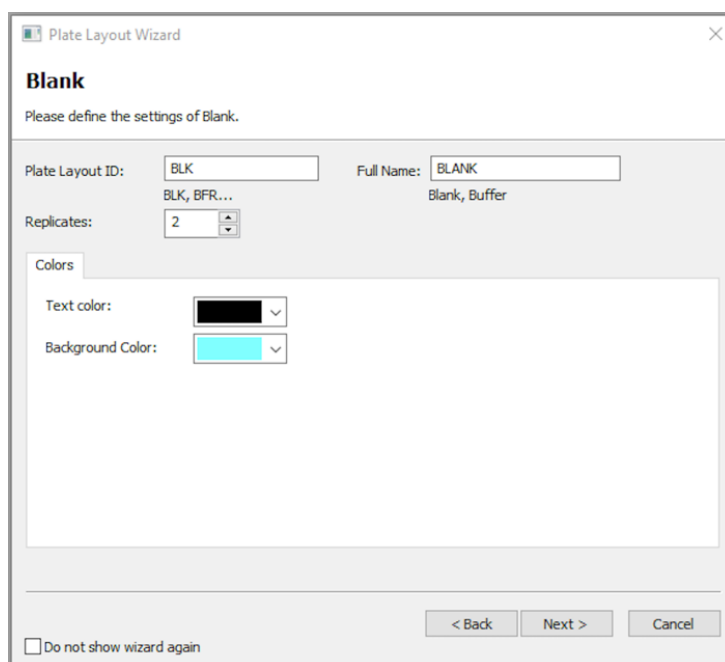 Plate Layout Wizard
Blank
Please define the settings of Blank.
Plate Layout ID: BLK Full Name: BLANK
BLK, BFR... Blank, Buffer
Replicates: 2
Colors
Text color:
Background Color:
< Back Next > Cancel
Do not show wizard again